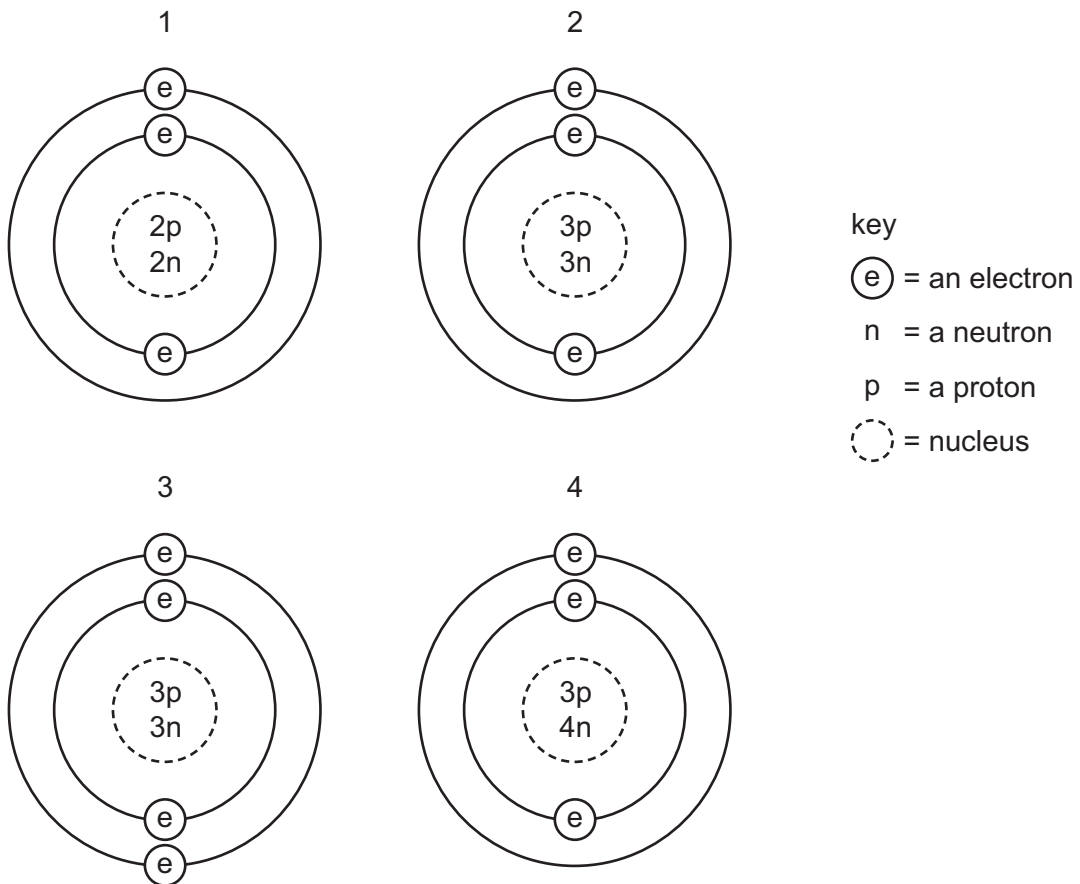 1
2
e
e
2p
2n
e
e
e
3p
3n
e
key
e = an electron
n = a neutron
p = a proton
= nucleus
3
4
e
e
3p
3n
e
e
e
e
3p
4n
e